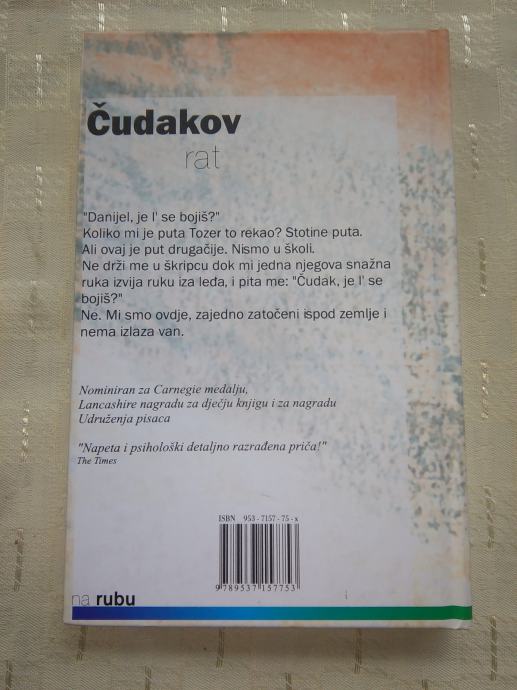 Čudakov
rat
"Danijel, je l' se bojiš?"
Koliko mi je puta Tozer to rekao? Stotine puta.
Ali ovaj je put drugačije. Nismo u školi.
Ne drži me u škripcu dok mi jedna njegova snažna
ruka izvija ruku iza leđa, i pita me: "Čudak, je l' se
bojiš?"
Ne. Mi smo ovdje, zajedno zatočeni ispod zemlje i
nema izlaza van.
Nominiran za Carnegie medalju,
Lancashire nagradu za dječju knjigu i za nagradu
Udruženja pisaca
"Napeta i psihološki detaljno razrađena priča!"
The Times
ISBN 953-7157-75-x
9 789537 157753
na rubu